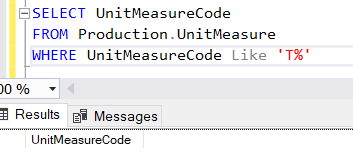 SELECT UnitMeasureCode
FROM Production.UnitMeasure
WHERE UnitMeasureCode Like 'T%'
00 %
Results Messages
UnitMeasureCode